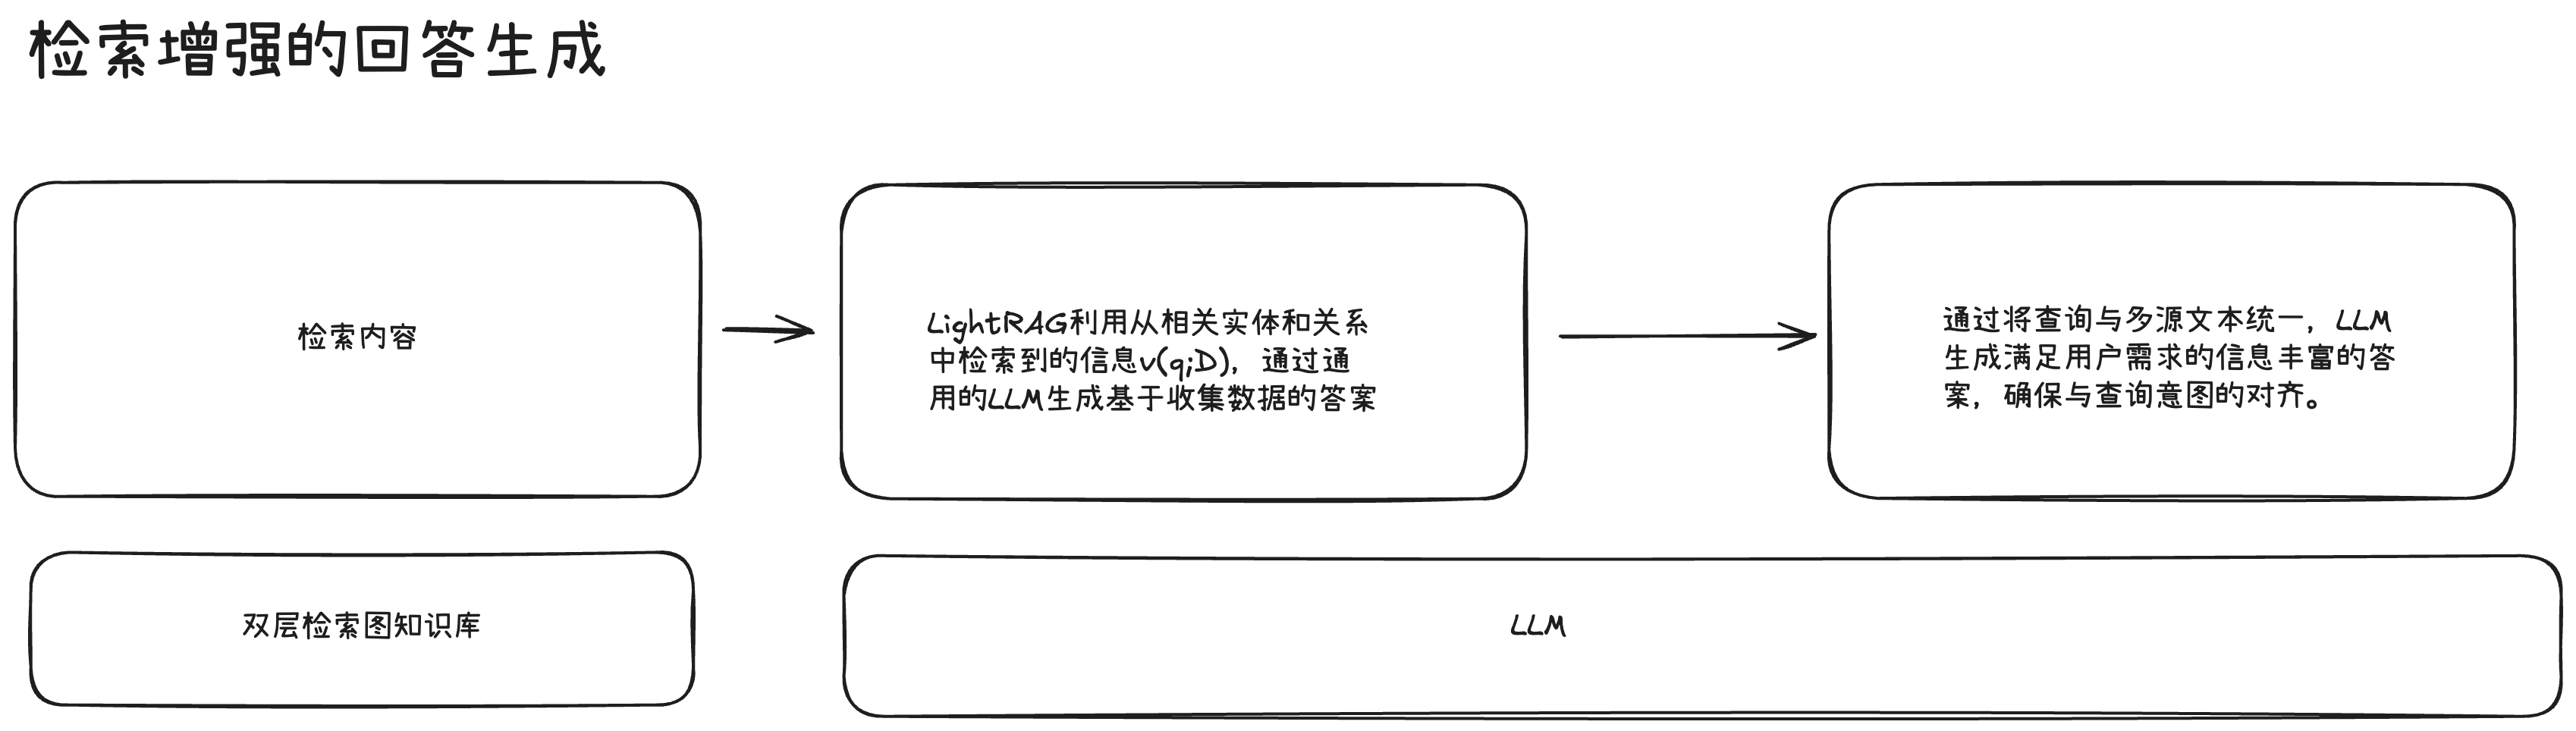 检索增强的回答生成
检索内容
LightRAG利用从相关实体和关系
中检索到的信息v(q;D)，通过通
用的LLM生成基于收集数据的答案
通过将查询与多源文本统一，LLM
生成满足用户需求的信息丰富的答
案，确保与查询意图的对齐。
双层检索图知识库
LLM